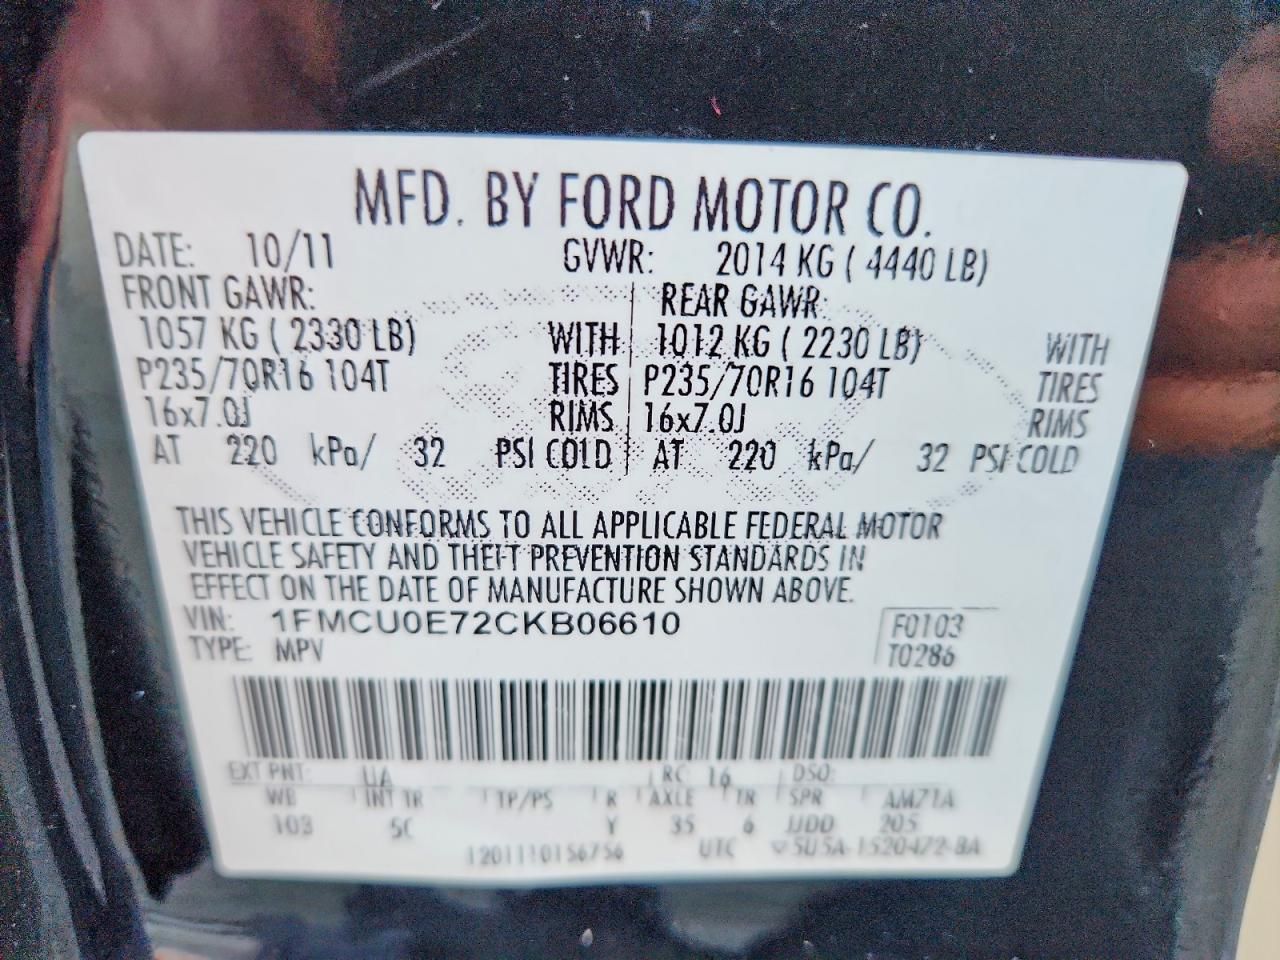 MFD. BY FORD MOTOR CO.
DATE: 10/11 GVWR: 2014 KG ( 4440 LB)
FRONT GAWR: REAR GAWR:
1057 KG ( 2330 LB) WITH 1012 KG ( 2230 LB) WITH
P235/70R16 104T TIRES P235/70R16 104T TIRES
16x7.0J RIMS 16x7.0J RIMS
AT 220 kPa/ 32 PSI COLD AT 220 kPa/ 32 PSI COLD
THIS VEHICLE CONFORMS TO ALL APPLICABLE FEDERAL MOTOR
VEHICLE SAFETY AND THEFT PREVENTION STANDARDS IN
EFFECT ON THE DATE OF MANUFACTURE SHOWN ABOVE.
VIN: 1FMCU0E72CKB06610 F0103
TYPE: MPV T0286
EXT PNT: UA RC: 16 DSO:
WB INT TR TP/PS R AXLE TR SPR AM71A
103 5C Y 35 6 JJDD 205
1201110156756 UTC ▽5U5A-1520472-BA